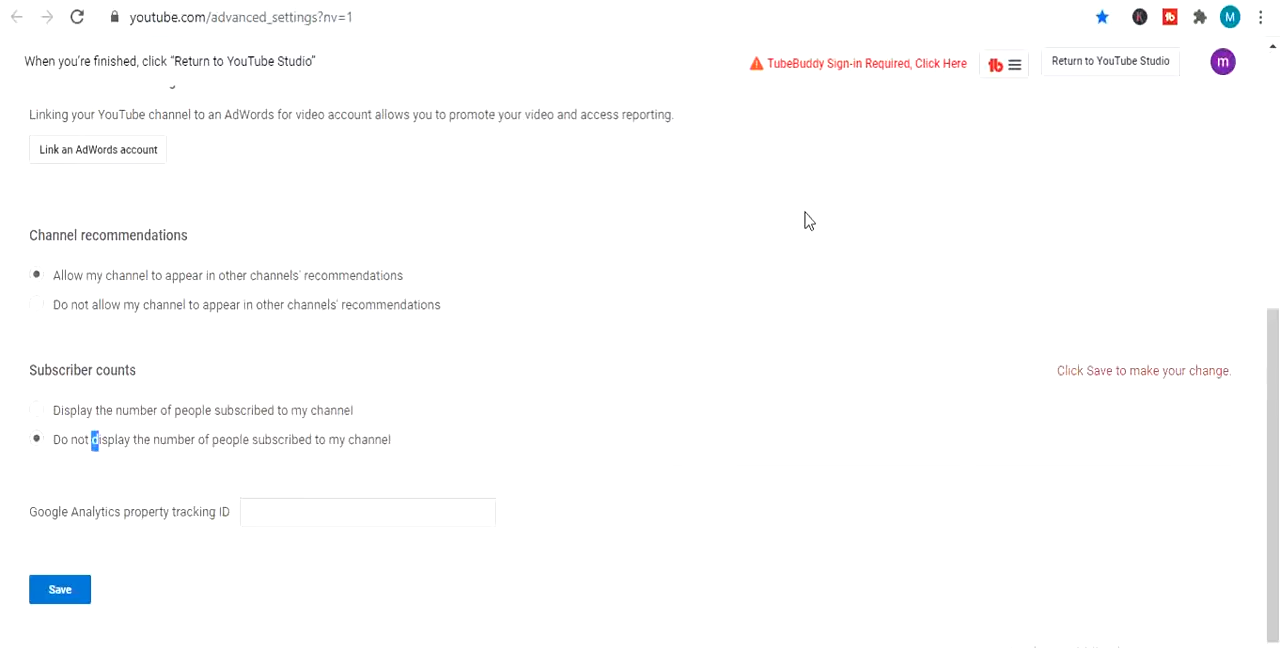 youtube.com/advanced_settings?nv=1
M
When you're finished, click "Return to YouTube Studio"
TubeBuddy Sign-in Required, Click Here
Return to YouTube Studio
m
Linking your YouTube channel to an AdWords for video account allows you to promote your video and access reporting.
Link an AdWords account
Channel recommendations
Allow my channel to appear in other channels' recommendations
Do not allow my channel to appear in other channels' recommendations
Subscriber counts
Click Save to make your change.
Display the number of people subscribed to my channel
Do not display the number of people subscribed to my channel
Google Analytics property tracking ID
Save